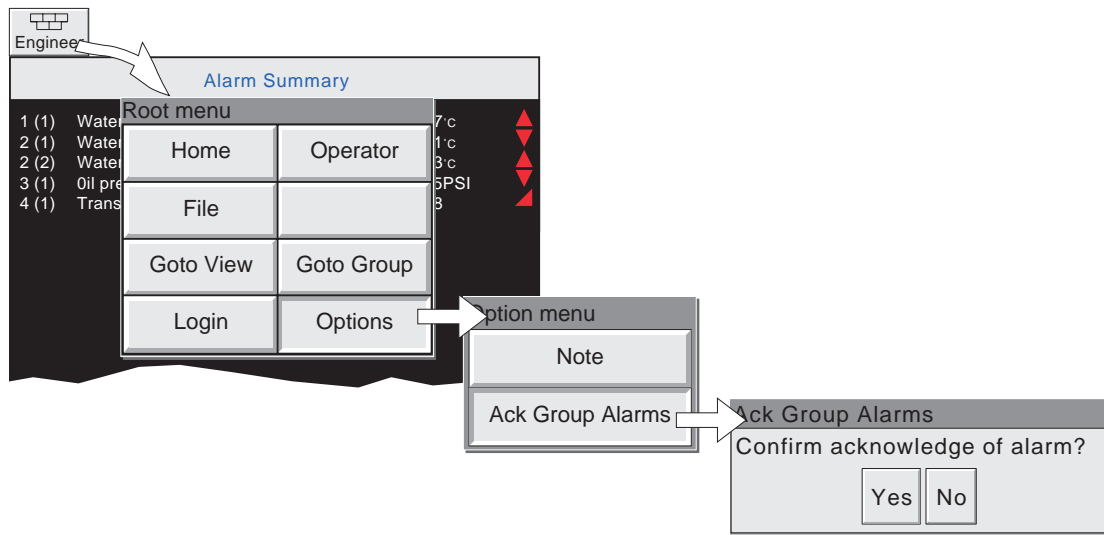 Engineer
Alarm Summary
Root menu
1 (1) Water 7°c
2 (1) Water 1°c
2 (2) Water 3°c
3 (1) 0il pre 5PSI
4 (1) Trans 8
Home Operator
File
Goto View Goto Group
Login Options
Option menu
Note
Ack Group Alarms
Ack Group Alarms
Confirm acknowledge of alarm?
Yes No